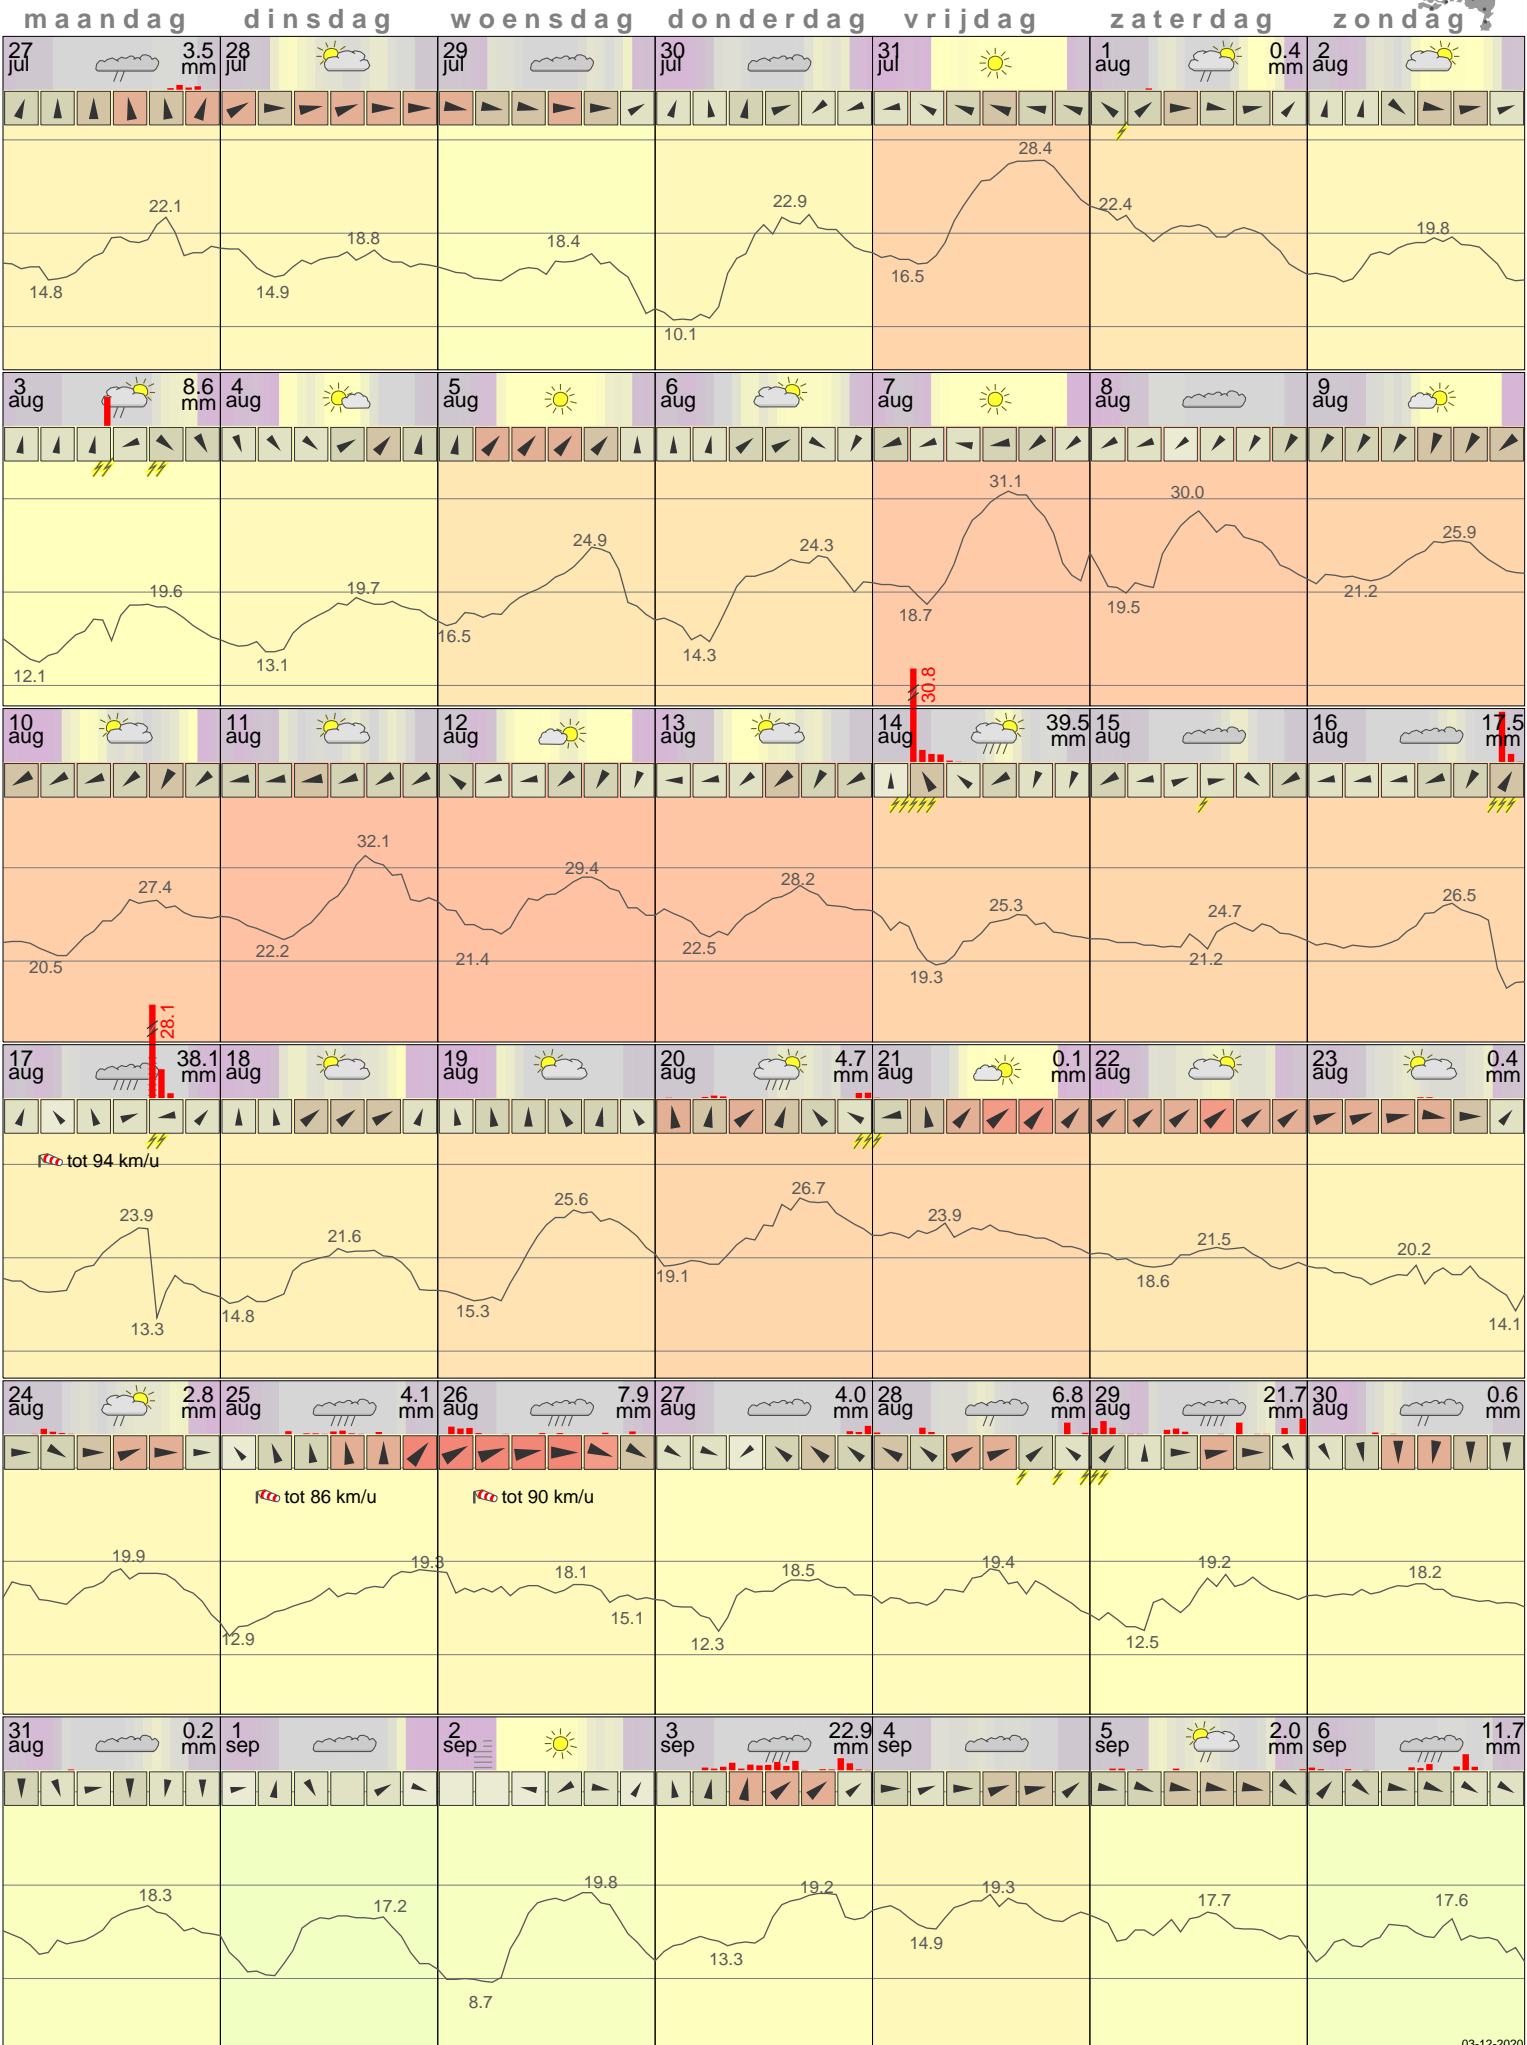 maandag dinsdag woensdag donderdag vrijdag zaterdag zondag
27 jul 3.5 mm 28 jul 29 jul 30 jul 31 jul 1 aug 0.4 mm 2 aug
22.1 14.8 18.8 14.9 18.4 22.9 10.1 28.4 16.5 22.4 19.8
3 aug 8.6 mm 4 aug 5 aug 6 aug 7 aug 8 aug 9 aug
19.6 12.1 19.7 13.1 24.9 16.5 24.3 14.3 31.1 18.7 30.0 19.5 25.9 21.2
30.8
10 aug 11 aug 12 aug 13 aug 14 aug 39.5 mm 15 aug 16 aug 17.5 mm
27.4 20.5 32.1 22.2 29.4 21.4 28.2 22.5 25.3 19.3 24.7 21.2 26.5
28.1
17 aug 38.1 mm 18 aug 19 aug 20 aug 4.7 mm 21 aug 0.1 mm 22 aug 23 aug 0.4 mm
tot 94 km/u
23.9 13.3 21.6 14.8 25.6 15.3 26.7 19.1 23.9 21.5 18.6 20.2 14.1
24 aug 2.8 mm 25 aug 4.1 mm 26 aug 7.9 mm 27 aug 4.0 mm 28 aug 6.8 mm 29 aug 21.7 mm 30 aug 0.6 mm
tot 86 km/u tot 90 km/u
19.9 12.9 19.3 18.1 15.1 18.5 12.3 19.4 19.2 12.5 18.2
31 aug 0.2 mm 1 sep 2 sep 3 sep 22.9 mm 4 sep 5 sep 2.0 mm 6 sep 11.7 mm
18.3 17.2 19.8 8.7 19.2 13.3 19.3 14.9 17.7 17.6
03-12-2020